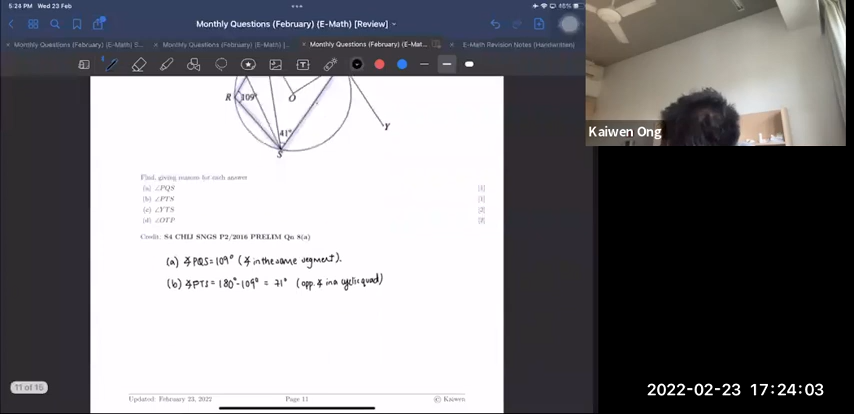 5:24 PM Wed 23 Feb
46%
Monthly Questions (February) (E-Math) [Review]
Monthly Questions (February) (E-Math) S...
Monthly Questions (February) (E-Math) [...
Monthly Questions (February) (E-Mat...
E-Math Revision Notes (Handwritten)
R 109°
O
Y
41°
S
Find, giving reasons for each answer
(a) ∠PQS [1]
(b) ∠PTS [1]
(c) ∠YTS [2]
(d) ∠OTP [2]
Credit: S4 CHIJ SNGS P2/2016 PRELIM Qn 8(a)
(a) ∡PQS = 109° (∡ in the same segment).
(b) ∡PTS = 180° - 109° = 71° (opp. ∡ in a cyclic quad)
11 of 15
Updated: February 23, 2022 Page 11 © Kaiwen
Kaiwen Ong
2022-02-23 17:24:03